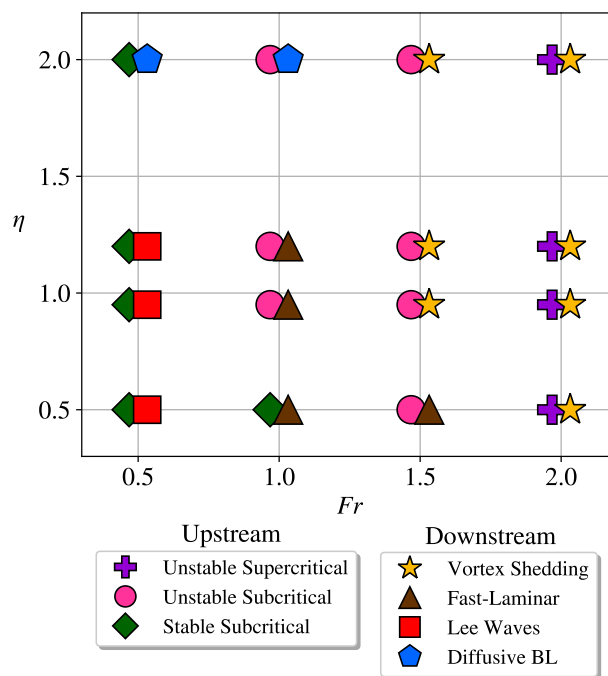 2.0
1.5
η
1.0
0.5
0.5 1.0 1.5 2.0
Fr
Upstream
Unstable Supercritical
Unstable Subcritical
Stable Subcritical
Downstream
Vortex Shedding
Fast-Laminar
Lee Waves
Diffusive BL